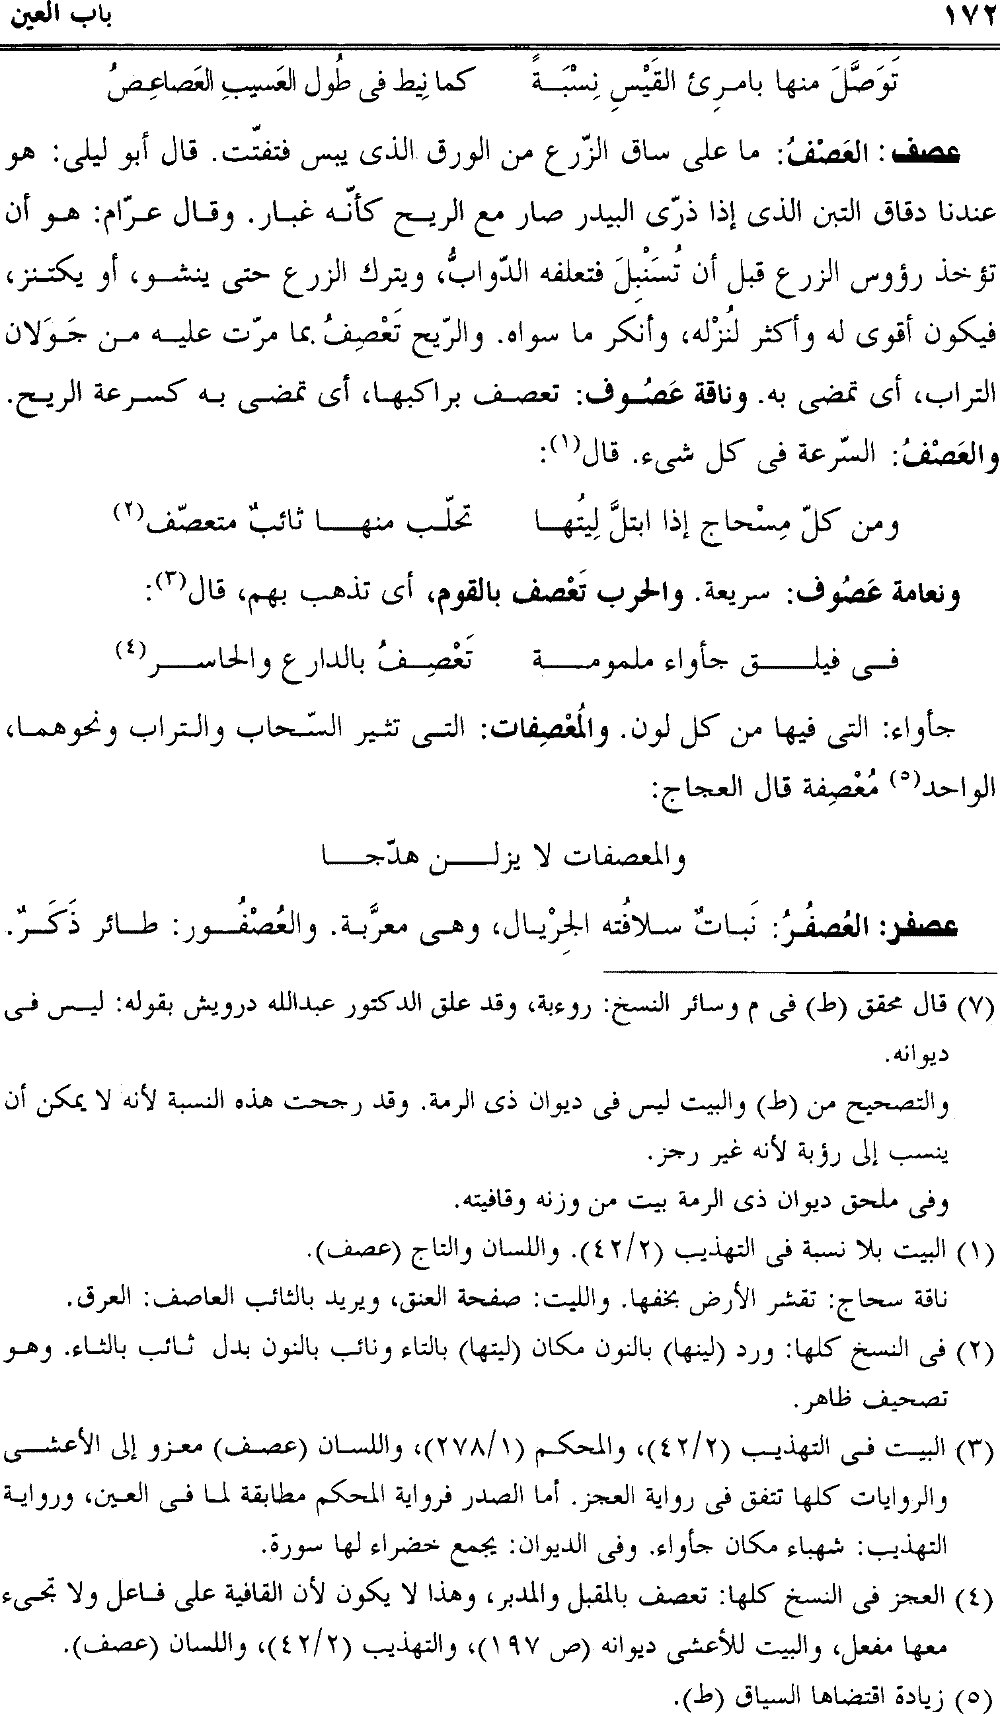 ١٧٢ باب العين
تَوَصَّلَ منها بامرِئ القَيْسِ نِسْبَةً كما نِيط فى طُول العَسيبِ العَصاعِصُ
عصف: العَصْفُ: ما على ساق الزّرع من الورق الذى يبس فتفتّت. قال أبو ليلى: هو
عندنا دقاق التبن الذى إذا ذرّى البيدر صار مع الريح كأنّه غبار. وقال عرّام: هو أن
تؤخذ رؤوس الزرع قبل أن تُسَنْبِلَ فتعلفه الدّوابُّ، ويترك الزرع حتى ينشو، أو يكتنز،
فيكون أقوى له وأكثر لنُزْله، وأنكر ما سواه. والرّيح تَعْصِفُ بما مرّت عليه من جَوَلان
التراب، أى تمضى به. وناقة عَصُوف: تعصف براكبها، أى تمضى به كسرعة الريح.
والعَصْفُ: السّرعة فى كل شىء. قال(١):
ومن كلّ مِسْحاج إذا ابتلَّ لِيتُها تحلّب منها ثائبٌ متعصّف(٢)
ونعامة عَصُوف: سريعة. والحرب تَعْصف بالقوم، أى تذهب بهم، قال(٣):
فى فيلق جأواء ملمومة تَعْصِفُ بالدارع والحاسر(٤)
جأواء: التى فيها من كل لون. والمُعْصِفات: التى تثير السّحاب والتراب ونحوهما،
الواحد(٥) مُعْصِفة قال العجاج:
والمعصفات لا يزلن هدّجا
عصفر: العُصفُرُ: نَباتٌ سلافُته الجِرْيال، وهى معرَّبة. والعُصْفُور: طائر ذَكَرٌ.
(٧) قال محقق (ط) فى م وسائر النسخ: روءبة، وقد علق الدكتور عبدالله درويش بقوله: ليس فى
ديوانه.
والتصحيح من (ط) والبيت ليس فى ديوان ذى الرمة. وقد رجحت هذه النسبة لأنه لا يمكن أن
ينسب إلى رؤبة لأنه غير رجز.
وفى ملحق ديوان ذى الرمة بيت من وزنه وقافيته.
(١) البيت بلا نسبة فى التهذيب (٤٢/٢). واللسان والتاج (عصف).
ناقة سحاج: تقشر الأرض بخفها. والليت: صفحة العنق، ويريد بالثائب العاصف: العرق.
(٢) فى النسخ كلها: ورد (لينها) بالنون مكان (ليتها) بالتاء ونائب بالنون بدل ثائب بالثاء. وهو
تصحيف ظاهر.
(٣) البيت فى التهذيب (٤٢/٢)، والمحكم (٢٧٨/١)، واللسان (عصف) معزو إلى الأعشى
والروايات كلها تتفق فى رواية العجز. أما الصدر فرواية المحكم مطابقة لما فى العين، ورواية
التهذيب: شهباء مكان جأواء. وفى الديوان: يجمع خضراء لها سورة.
(٤) العجز فى النسخ كلها: تعصف بالمقبل والمدبر، وهذا لا يكون لأن القافية على فاعل ولا تجىء
معها مفعل، والبيت للأعشى ديوانه (ص ١٩٧)، والتهذيب (٤٢/٢)، واللسان (عصف).
(٥) زيادة اقتضاها السياق (ط).